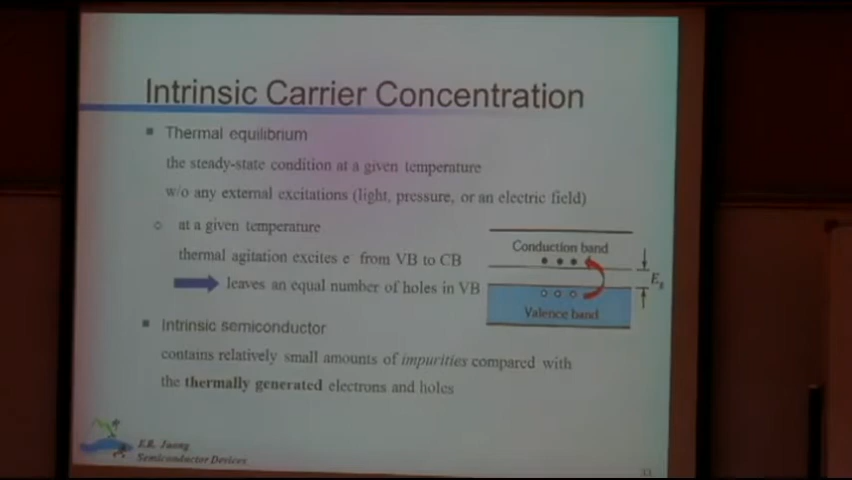 Intrinsic Carrier Concentration
Thermal equilibrium
the steady-state condition at a given temperature
w/o any external excitations (light, pressure, or an electric field)
at a given temperature
thermal agitation excites e⁻ from VB to CB
leaves an equal number of holes in VB
Conduction band
Eg
Valence band
Intrinsic semiconductor
contains relatively small amounts of impurities compared with
the thermally generated electrons and holes
Semiconductor Devices